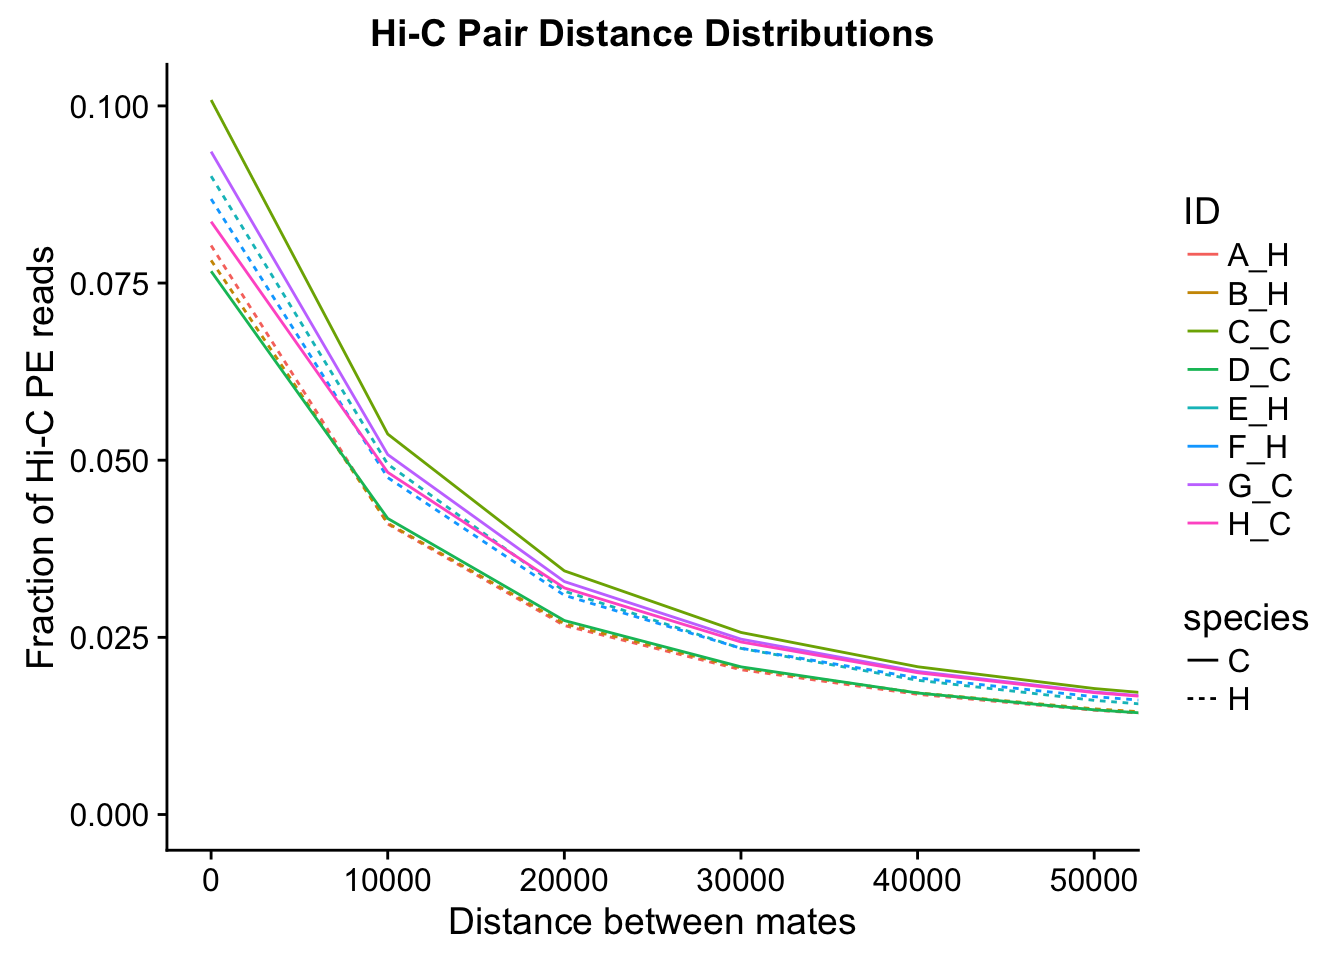 Hi-C Pair Distance Distributions
Fraction of Hi-C PE reads
0.100
0.075
0.050
0.025
0.000
0 10000 20000 30000 40000 50000
Distance between mates
ID
A_H
B_H
C_C
D_C
E_H
F_H
G_C
H_C
species
C
H